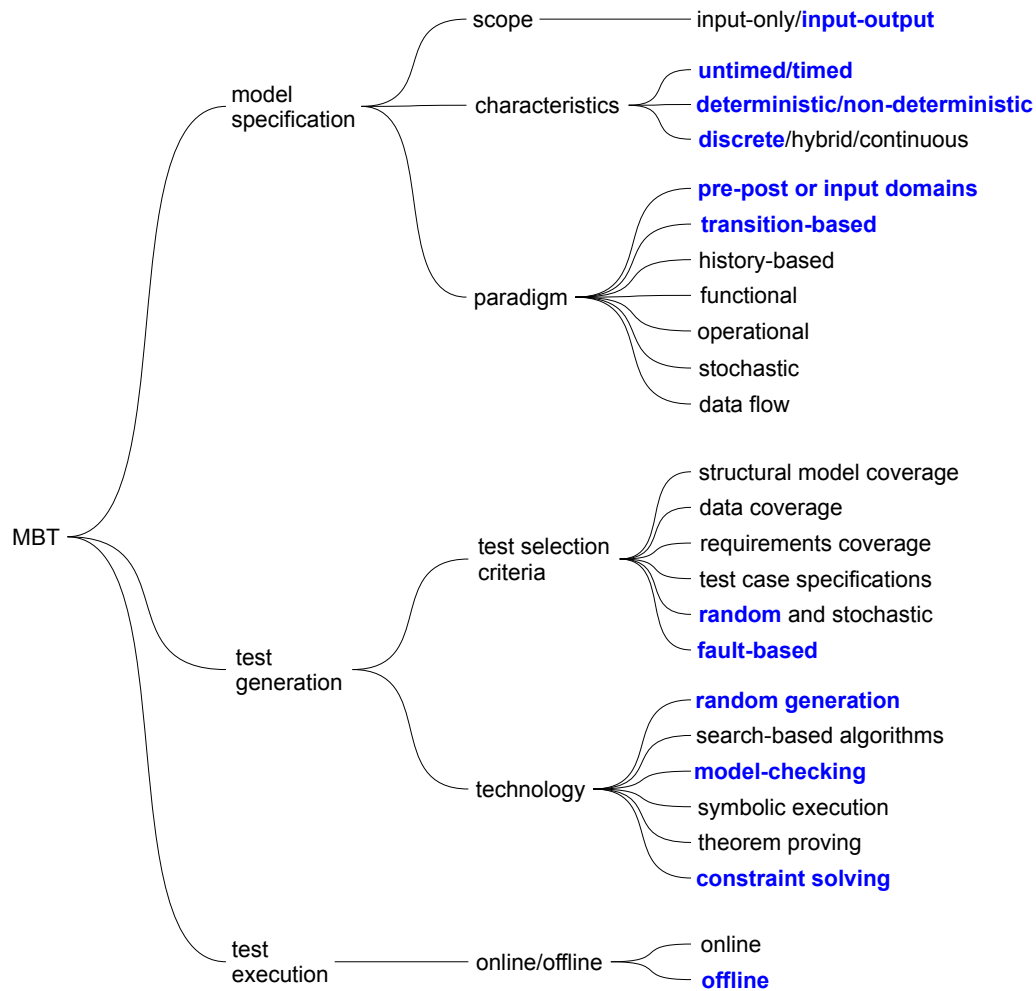 scope
input-only/input-output
model
specification
characteristics
untimed/timed
deterministic/non-deterministic
discrete/hybrid/continuous
paradigm
pre-post or input domains
transition-based
history-based
functional
operational
stochastic
data flow
MBT
test selection
criteria
structural model coverage
data coverage
requirements coverage
test case specifications
random and stochastic
fault-based
test
generation
technology
random generation
search-based algorithms
model-checking
symbolic execution
theorem proving
constraint solving
test
execution
online/offline
online
offline